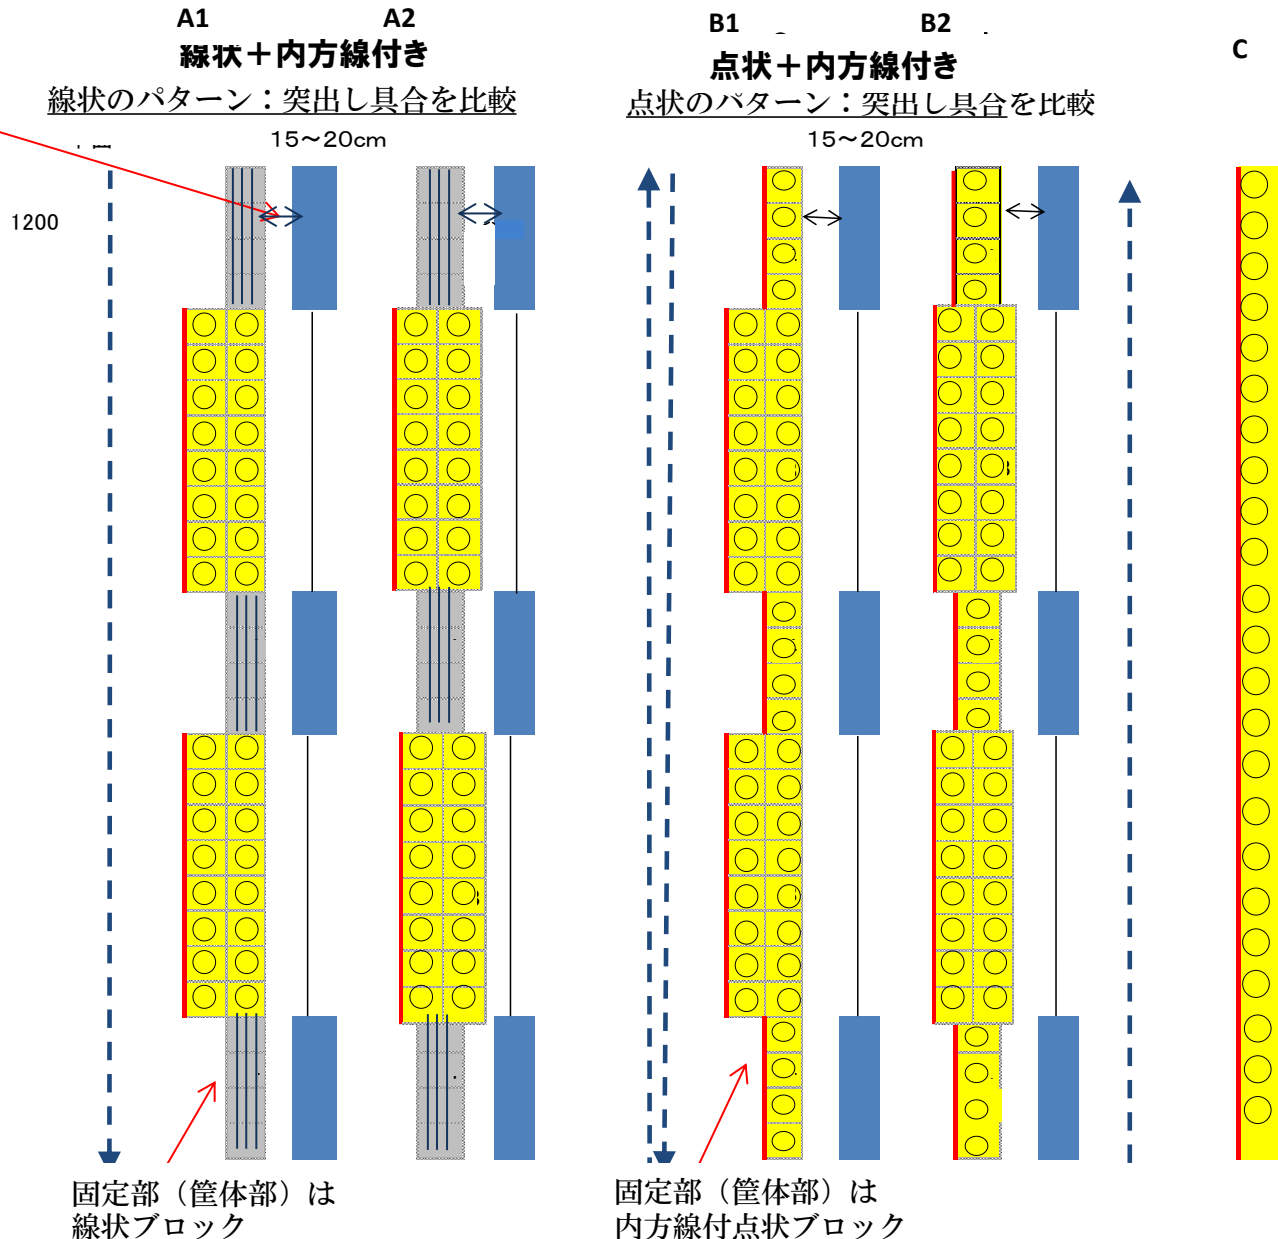 A1
A2
線状＋内方線付き
線状のパターン：突出し具合を比較
15～20cm
1200
固定部（筐体部）は
線状ブロック
B1
B2
点状＋内方線付き
点状のパターン：突出し具合を比較
15～20cm
固定部（筐体部）は
内方線付点状ブロック
C